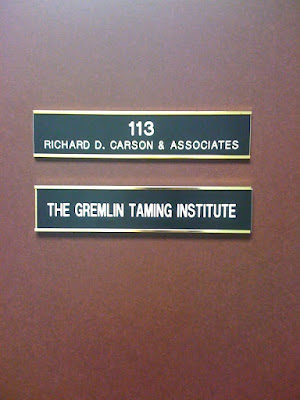 113
RICHARD D. CARSON & ASSOCIATES
THE GREMLIN TAMING INSTITUTE